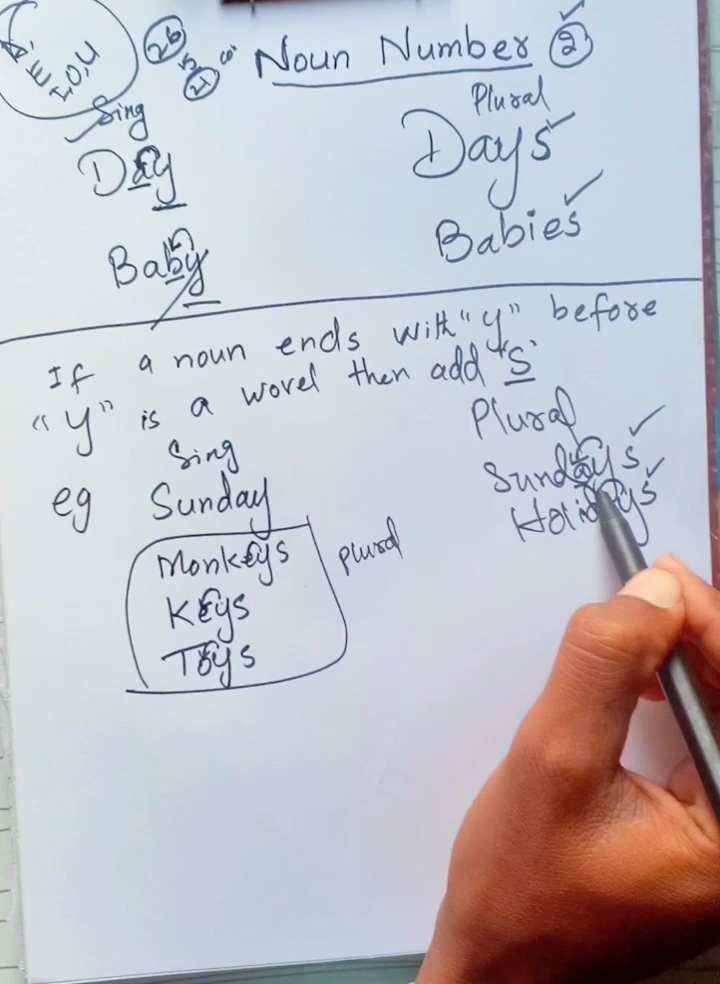 A, E, I, O, U
26
5
21
Noun Number 2
Sing Plural
Day Days
Baby Babies
If a noun ends with "y" before
"y" is a worel then add "S"
Sing Plural
eg Sunday Sundays
Holidays
Monkeys plural
Keys
Toys